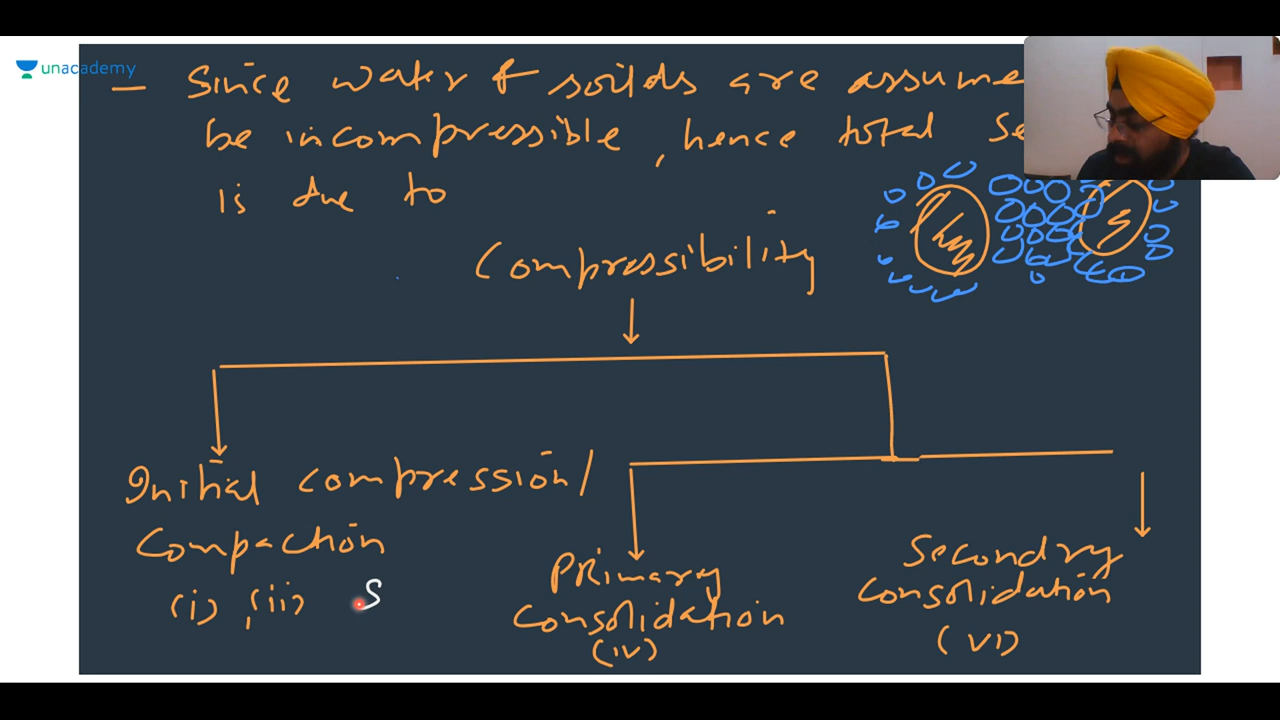 unacademy
- Since water & soilds are assume
be incompressible, hence total Se
is due to
Compressibility
Initial compression/
Compaction
(i), (ii) S
Primary
Consolidation
(iv)
Secondry
Consolidation
(vi)